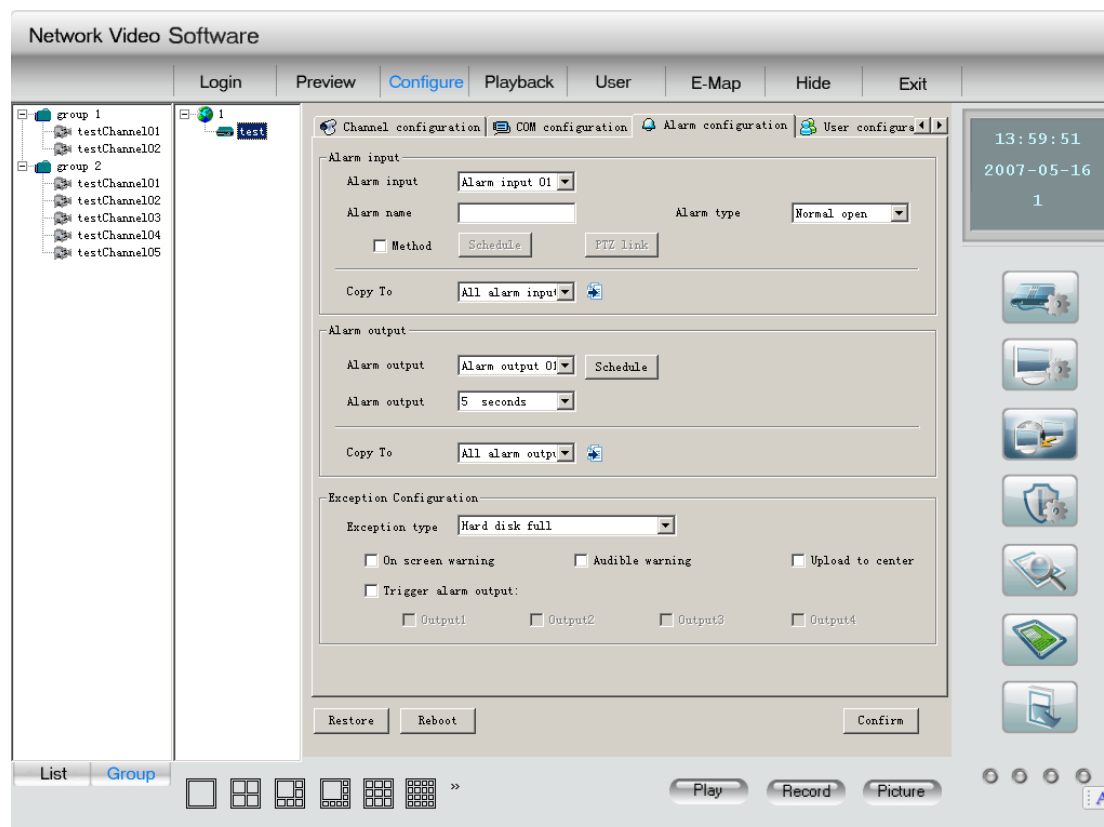 Network Video Software
Login Preview Configure Playback User E-Map Hide Exit
group 1
testChannel01
testChannel02
group 2
testChannel01
testChannel02
testChannel03
testChannel04
testChannel05
1
test
Channel configuration COM configuration Alarm configuration User configura
Alarm input
Alarm input Alarm input 01
Alarm name Alarm type Normal open
Method Schedule PTZ link
Copy To All alarm input
Alarm output
Alarm output Alarm output 01 Schedule
Alarm output 5 seconds
Copy To All alarm outpu
Exception Configuration
Exception type Hard disk full
On screen warning Audible warning Upload to center
Trigger alarm output:
Output1 Output2 Output3 Output4
Restore Reboot Confirm
13:59:51
2007-05-16
1
List Group
» Play Record Picture
A